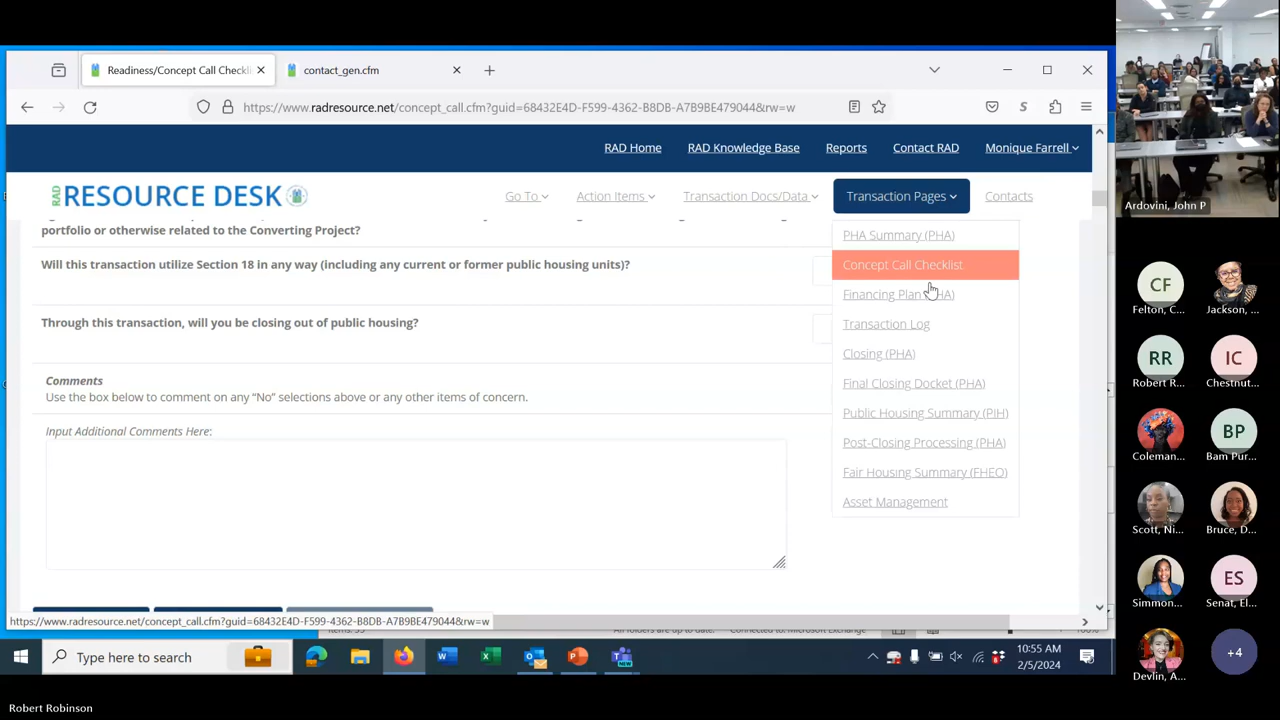 Readiness/Concept Call Checkli
contact_gen.cfm
https://www.radresource.net/concept_call.cfm?guid=68432E4D-F599-4362-B8DB-A7B9BE479044&rw=w
RAD Home
RAD Knowledge Base
Reports
Contact RAD
Monique Farrell
RAD RESOURCE DESK
Go To
Action Items
Transaction Docs/Data
Transaction Pages
Contacts
portfolio or otherwise related to the Converting Project?
Will this transaction utilize Section 18 in any way (including any current or former public housing units)?
Through this transaction, will you be closing out of public housing?
Comments
Use the box below to comment on any "No" selections above or any other items of concern.
Input Additional Comments Here:
PHA Summary (PHA)
Concept Call Checklist
Financing Plan HA)
Transaction Log
Closing (PHA)
Final Closing Docket (PHA)
Public Housing Summary (PIH)
Post-Closing Processing (PHA)
Fair Housing Summary (FHEO)
Asset Management
https://www.radresource.net/concept_call.cfm?guid=68432E4D-F599-4362-B8DB-A7B9BE479044&rw=w
Type here to search
10:55 AM
2/5/2024
Ardovini, John P
CF
Felton, C...
Jackson, ...
RR
Robert R...
IC
Chestnut...
Coleman...
BP
Bam Pur...
Scott, Ni...
Bruce, D...
Simmon...
ES
Senat, El...
Devlin, A...
+4
Robert Robinson